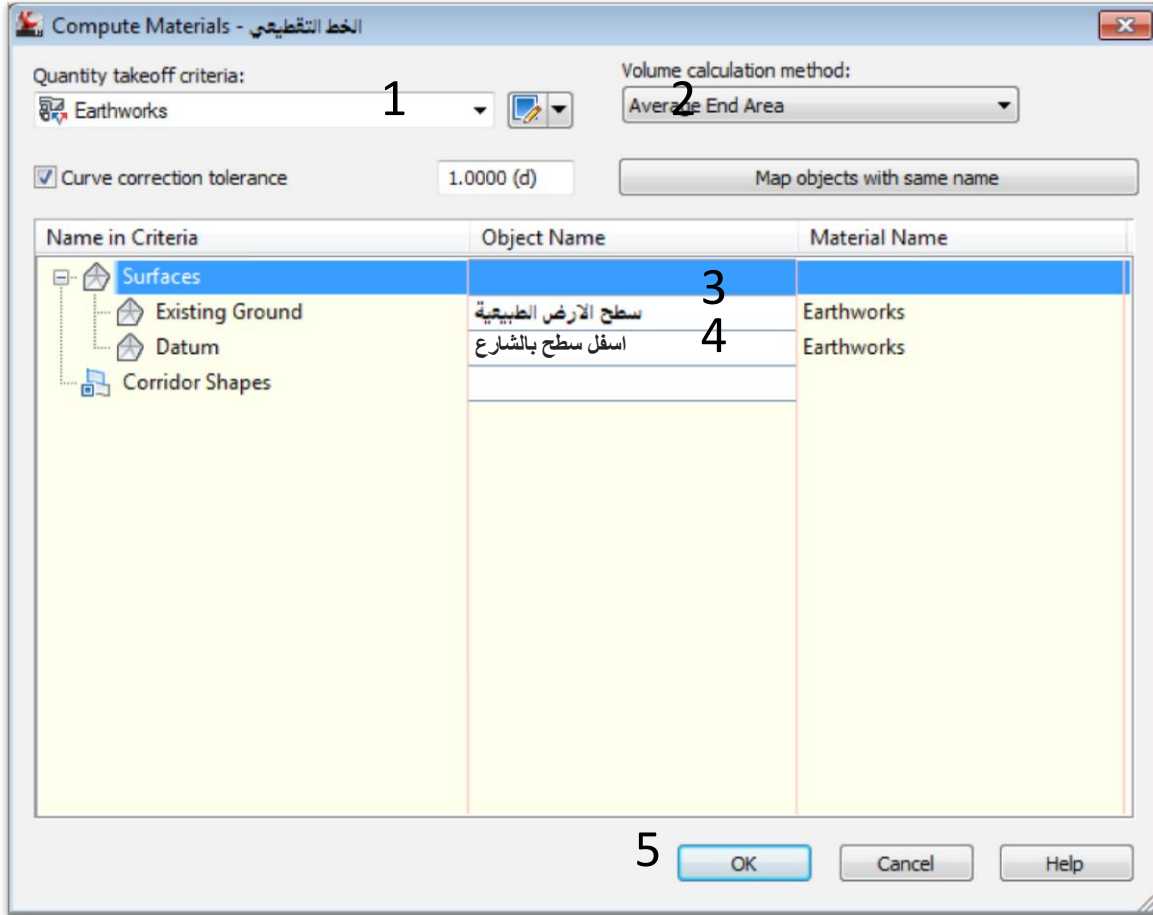 Compute Materials - الخط التقطيعي
Quantity takeoff criteria:
Volume calculation method:
Earthworks
1
Average End Area
2
Curve correction tolerance
1.0000 (d)
Map objects with same name
Name in Criteria Object Name Material Name
Surfaces
3
Existing Ground سطح الارض الطبيعية Earthworks
Datum اسفل سطح بالشارع 4 Earthworks
Corridor Shapes
5
OK Cancel Help